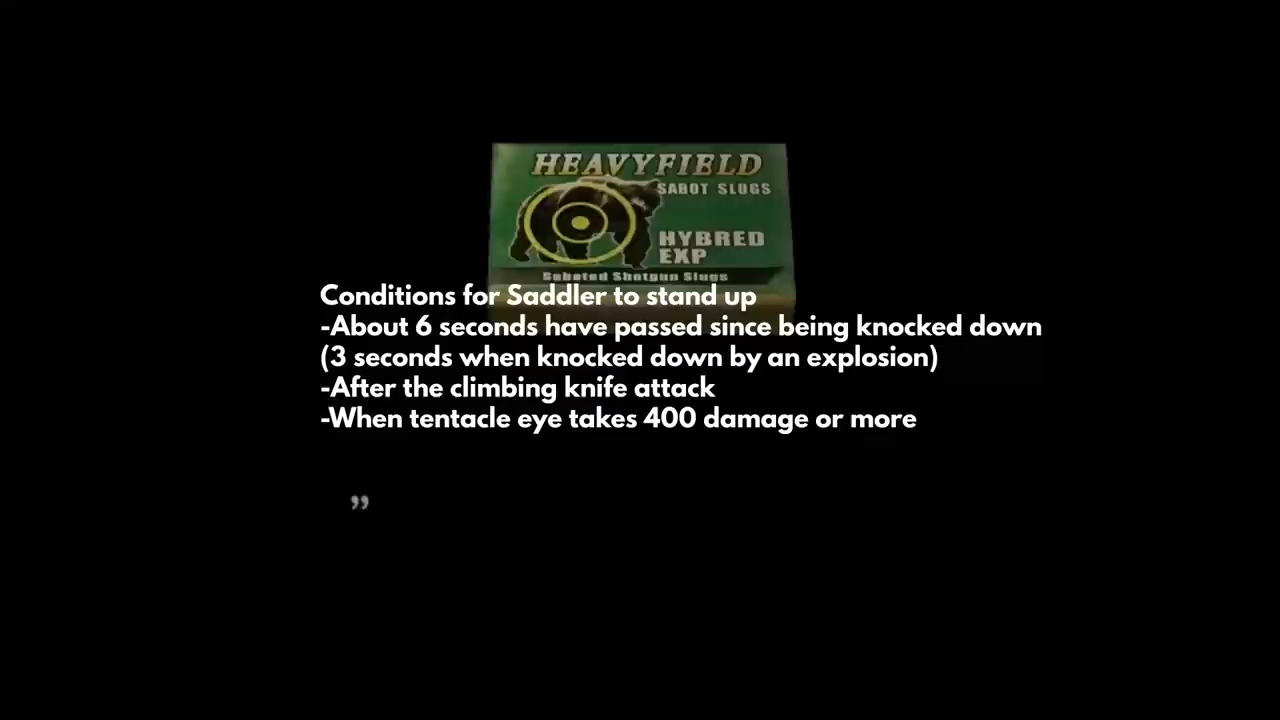 HEAVYFIELD
SABOT SLUGS
HYBRED
EXP
Saboted Shotgun Slugs
Conditions for Saddler to stand up
-About 6 seconds have passed since being knocked down
(3 seconds when knocked down by an explosion)
-After the climbing knife attack
-When tentacle eye takes 400 damage or more
”